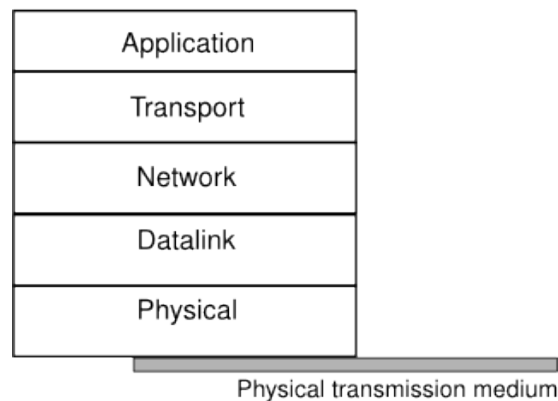 Application
Transport
Network
Datalink
Physical
Physical transmission medium